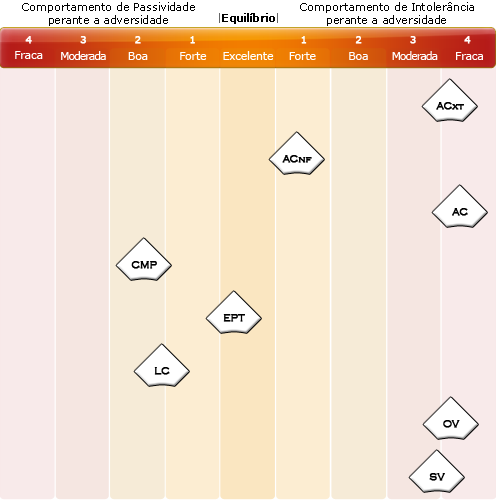 Comportamento de Passividade
perante a adversidade
|Equilíbrio|
Comportamento de Intolerância
perante a adversidade
4 3 2 1 1 2 3 4
Fraca Moderada Boa Forte Excelente Forte Boa Moderada Fraca
ACXT
ACNF
AC
CMP
EPT
LC
OV
SV